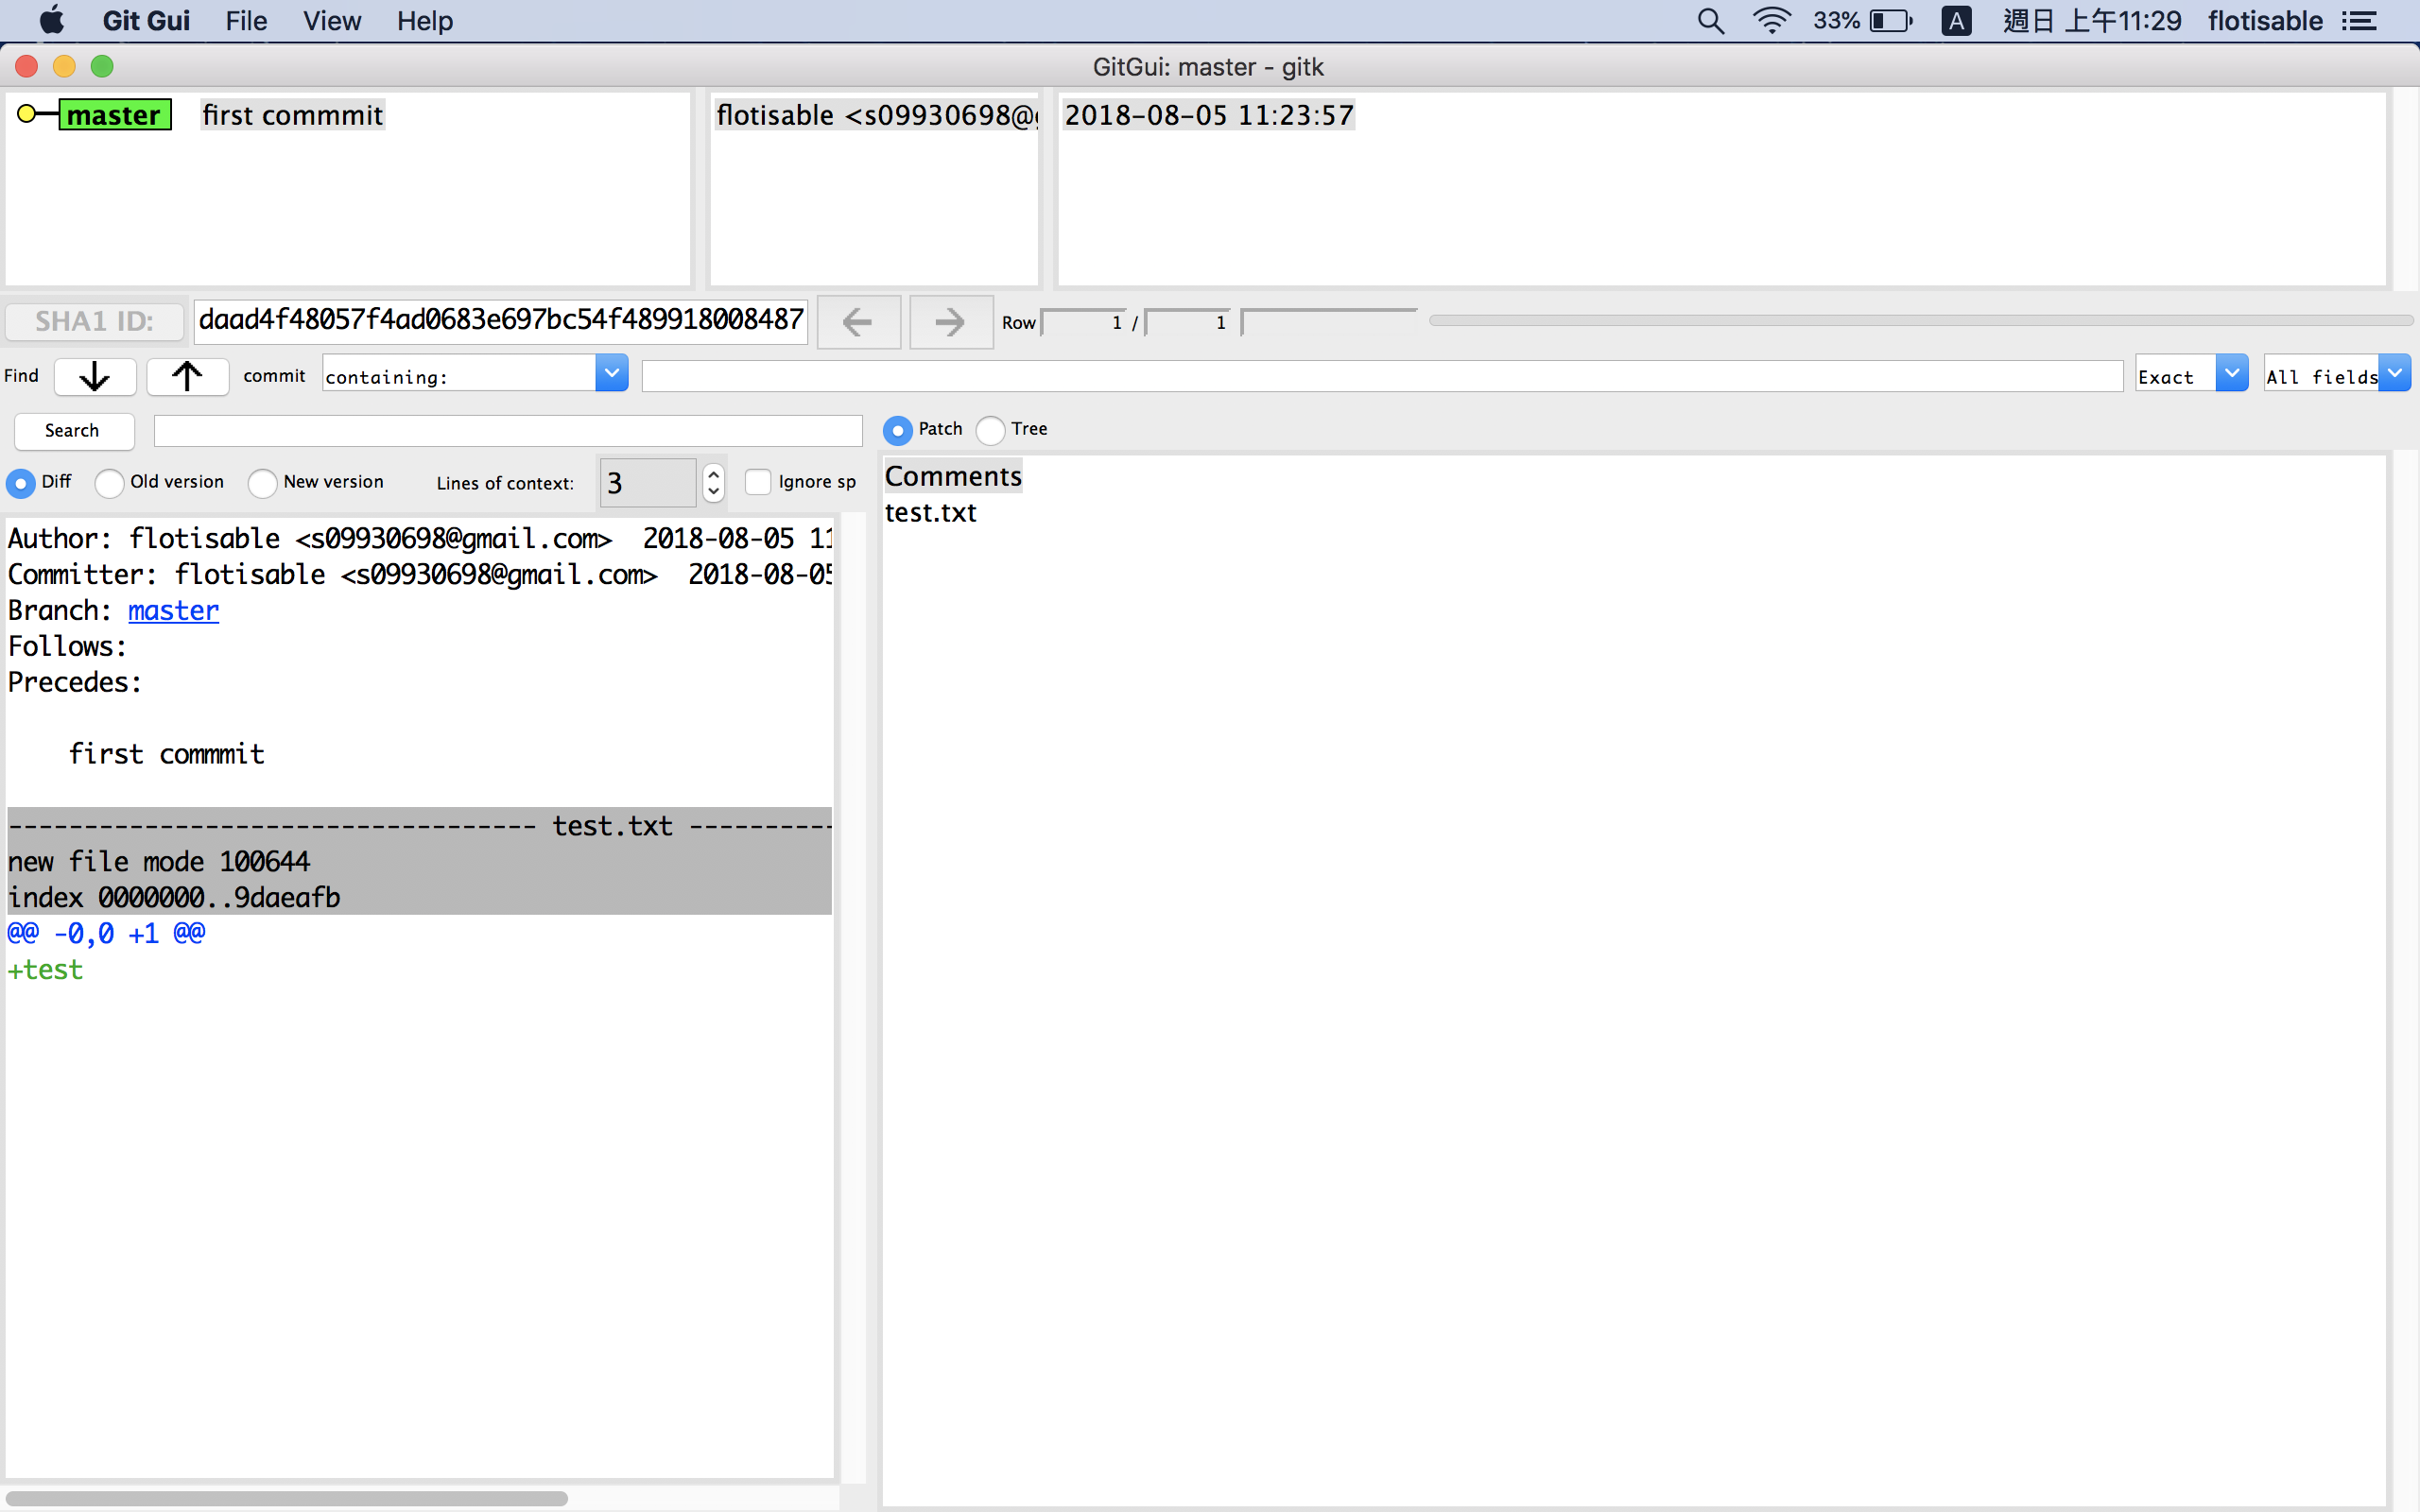 Git Gui File View Help 33% A 週日 上午11:29 flotisable
GitGui: master - gitk
master first commmit flotisable <s09930698@g 2018-08-05 11:23:57
SHA1 ID: daad4f48057f4ad0683e697bc54f489918008487 Row 1 / 1
Find commit containing: Exact All fields
Search Patch Tree
Diff Old version New version Lines of context: 3 Ignore sp
Comments
test.txt
Author: flotisable <s09930698@gmail.com> 2018-08-05 11
Committer: flotisable <s09930698@gmail.com> 2018-08-05
Branch: master
Follows:
Precedes:
first commmit
----------------------------------- test.txt ----------
new file mode 100644
index 0000000..9daeafb
@@ -0,0 +1 @@
+test